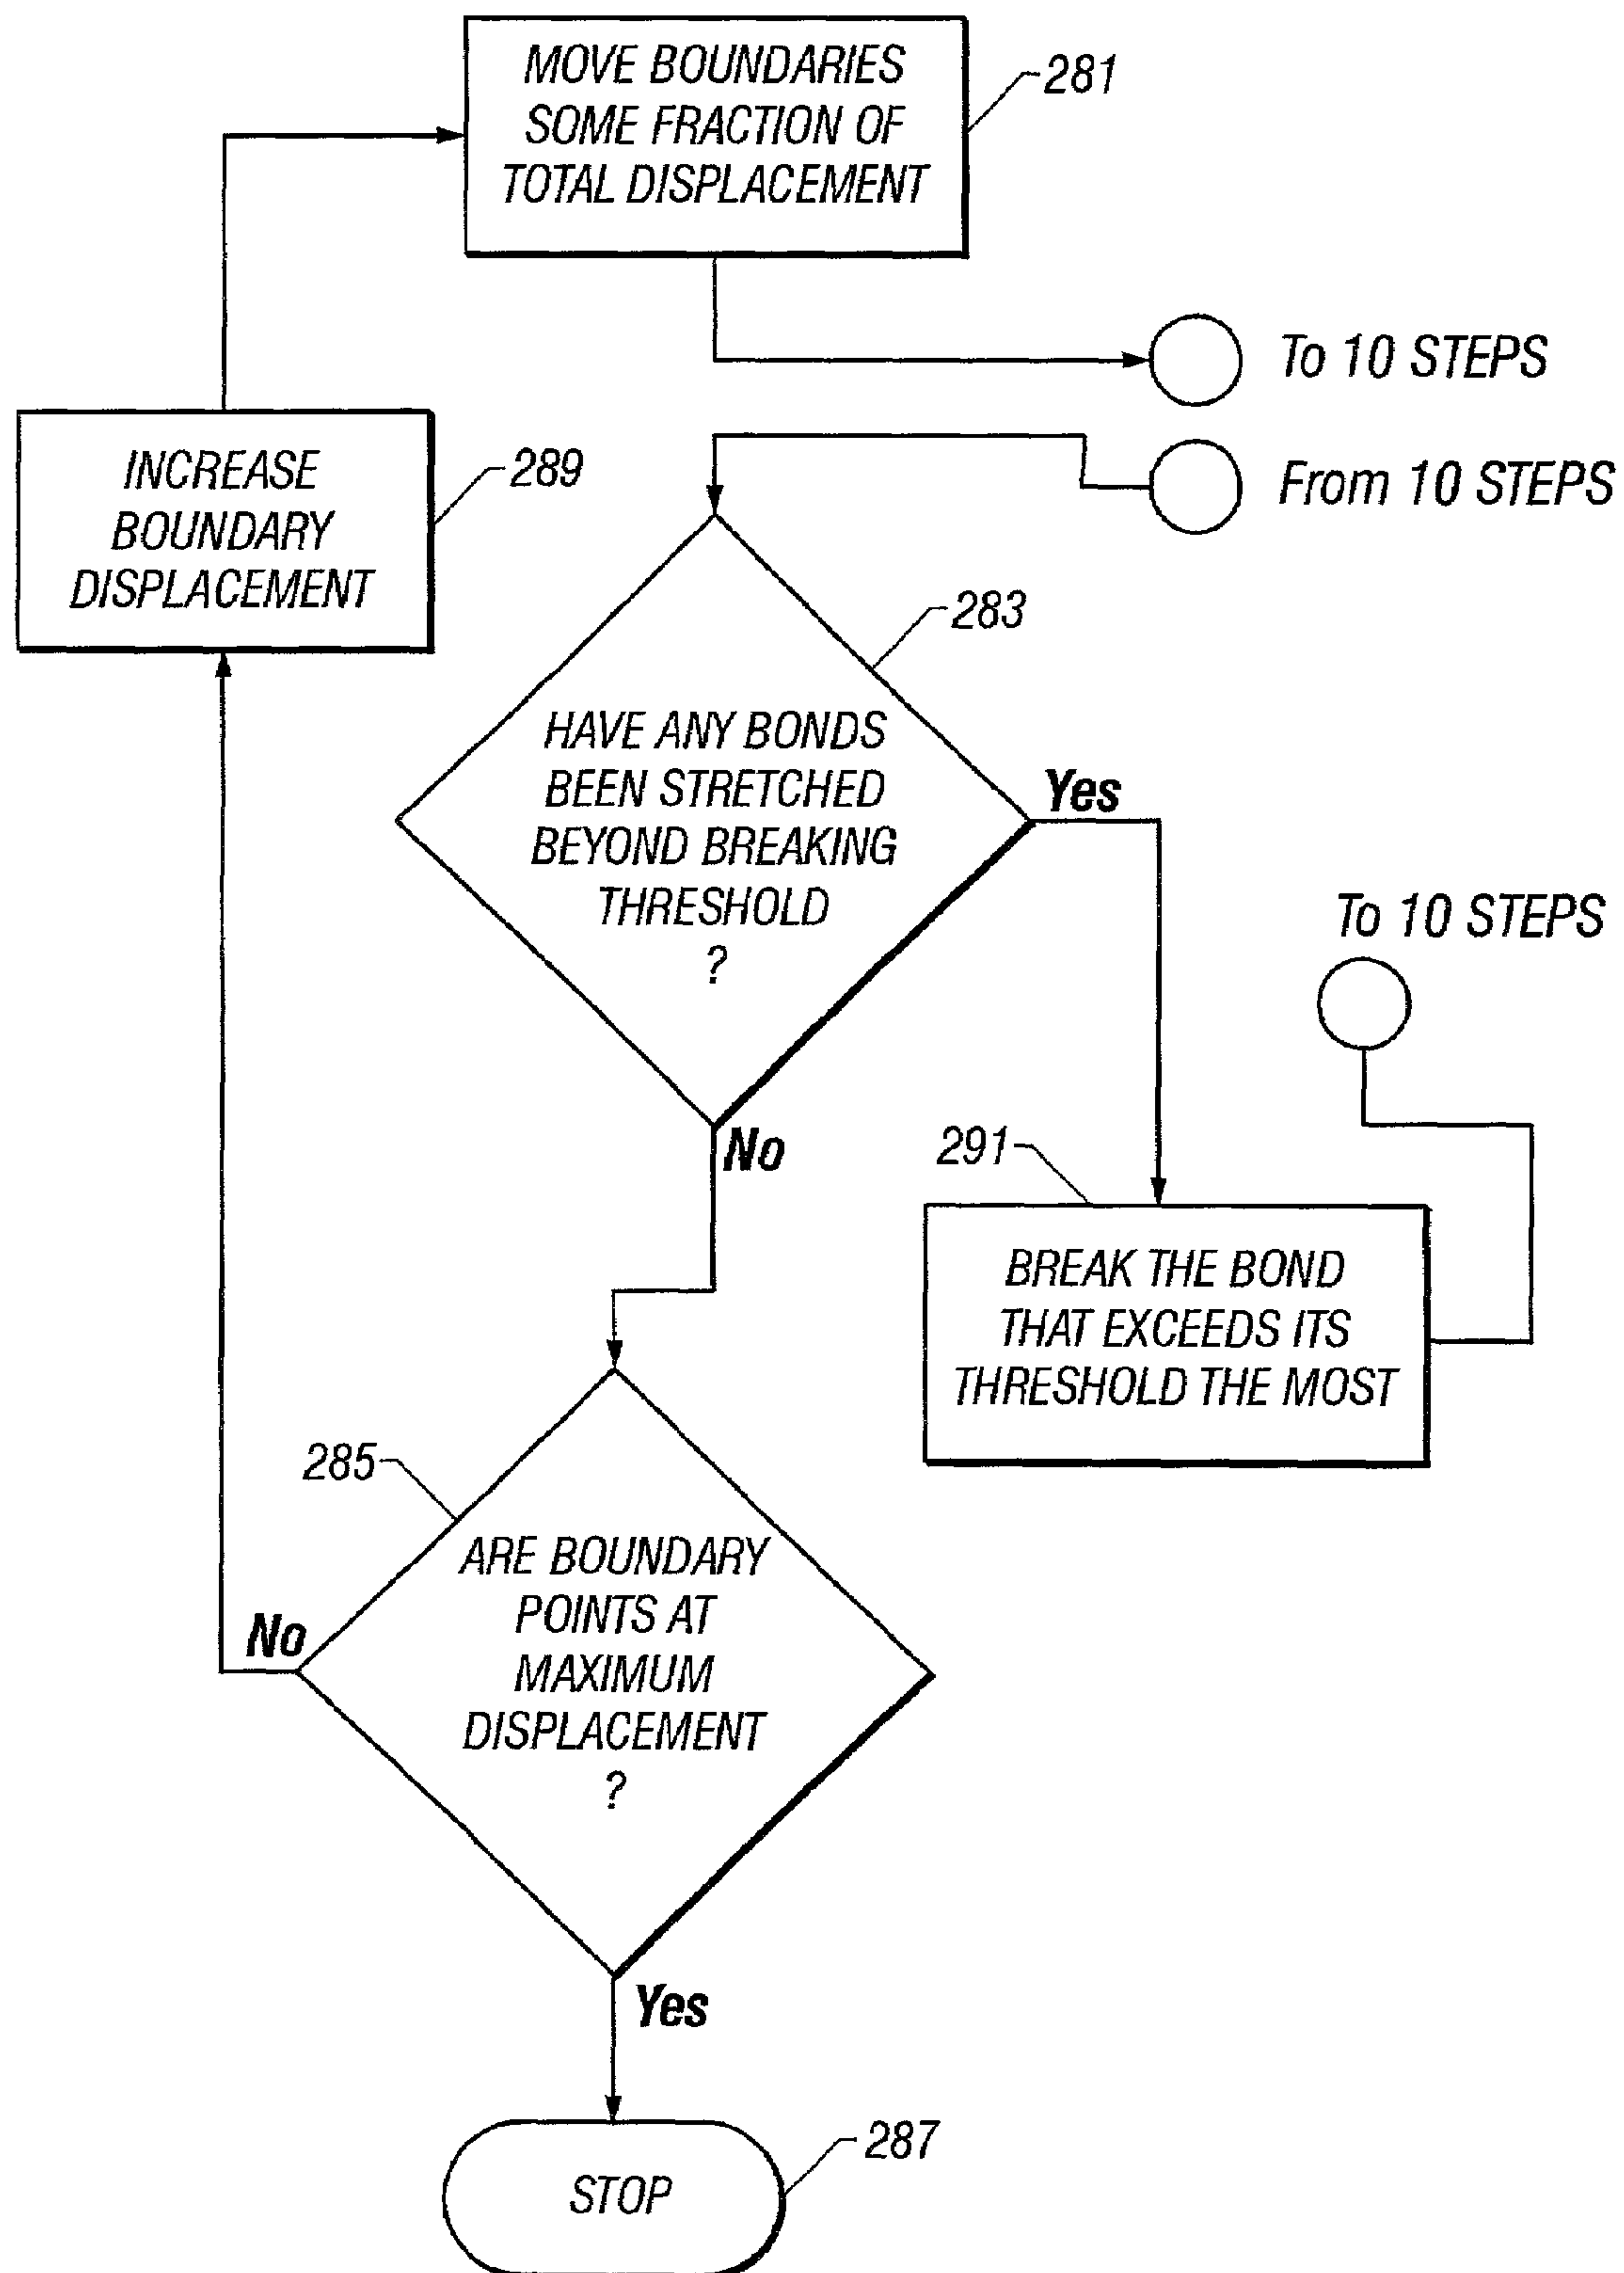 MOVE BOUNDARIES
SOME FRACTION OF
TOTAL DISPLACEMENT
281
To 10 STEPS
From 10 STEPS
INCREASE
BOUNDARY
DISPLACEMENT
289
283
HAVE ANY BONDS
BEEN STRETCHED
BEYOND BREAKING
THRESHOLD
?
Yes
To 10 STEPS
No
291
BREAK THE BOND
THAT EXCEEDS ITS
THRESHOLD THE MOST
285
ARE BOUNDARY
POINTS AT
MAXIMUM
DISPLACEMENT
?
No
Yes
287
STOP